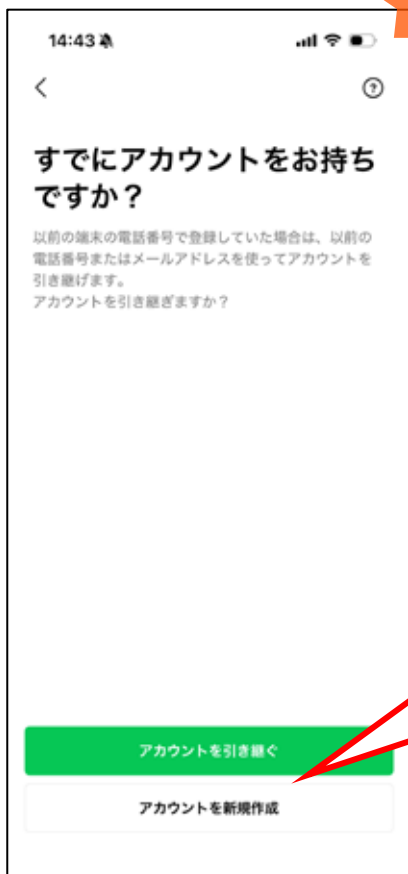 14:43
すでにアカウントをお持ち
ですか？
以前の端末の電話番号で登録していた場合は、以前の
電話番号またはメールアドレスを使ってアカウントを
引き継げます。
アカウントを引き継ぎますか？
アカウントを引き継ぐ
アカウントを新規作成